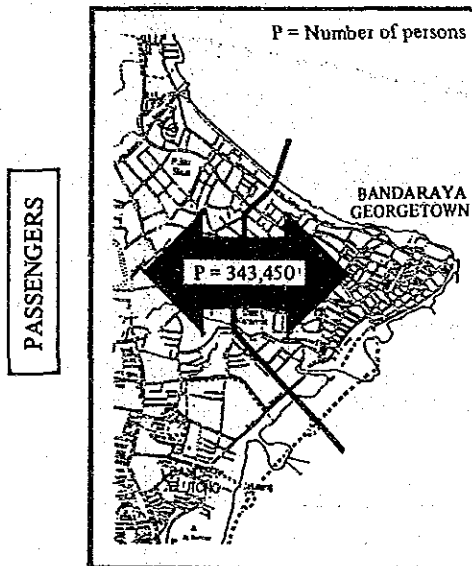 P = Number of persons
PASSENGERS
BANDARAYA
GEORGETOWN
P = 343,450